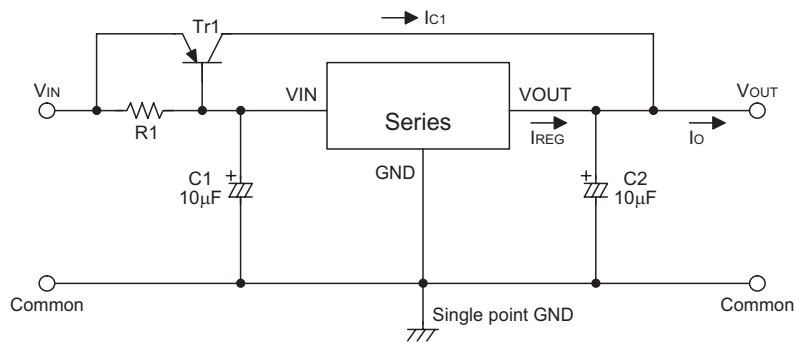 Tr1
IC1
VIN
R1
VIN
Series
VOUT
IREG
VOUT
IO
GND
C1
10µF
+
C2
10µF
+
Common
Single point GND
Common